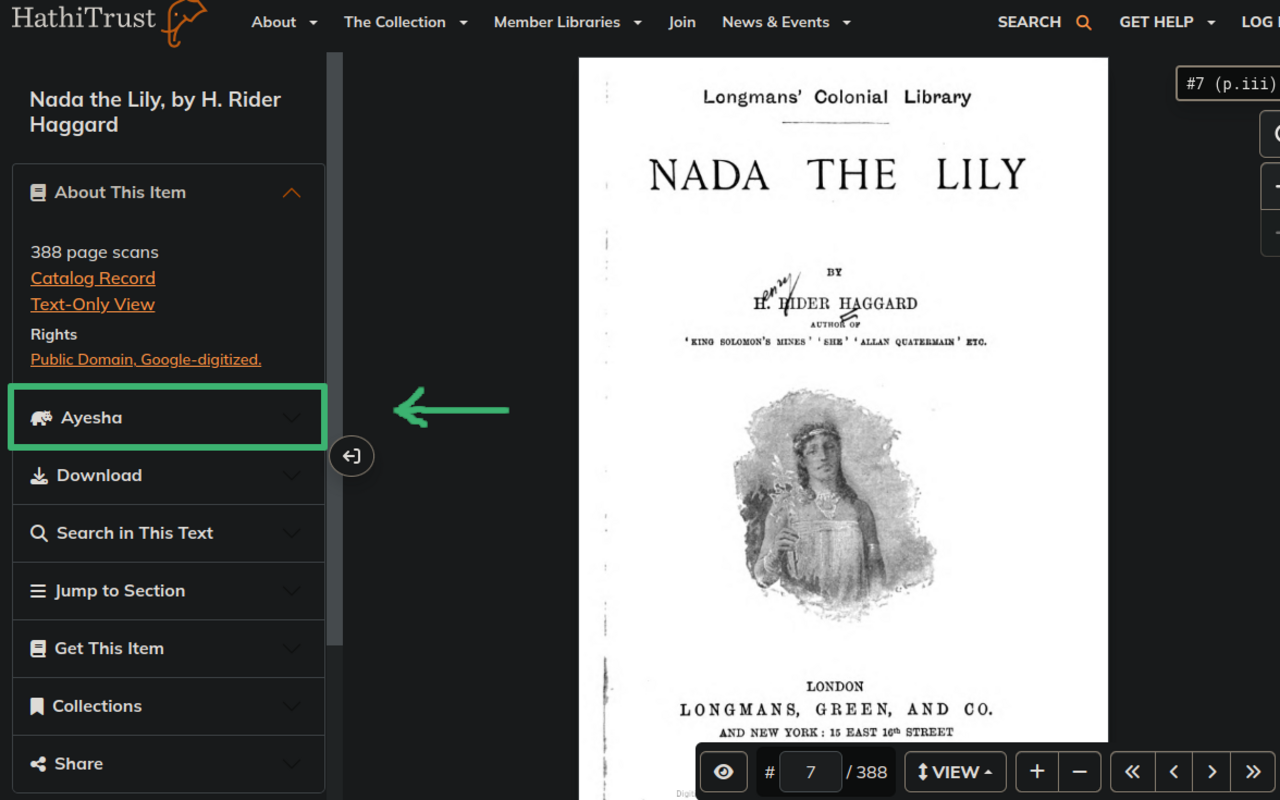 HathiTrust
About The Collection Member Libraries Join News & Events SEARCH GET HELP LOG
Nada the Lily, by H. Rider
Haggard
About This Item
388 page scans
Catalog Record
Text-Only View
Rights
Public Domain, Google-digitized.
Ayesha
Download
Search in This Text
Jump to Section
Get This Item
Collections
Share
#7 (p.iii)
Longmans' Colonial Library
NADA THE LILY
BY
enry
H. RIDER HAGGARD
AUTHOR OF
'KING SOLOMON'S MINES' 'SHE' 'ALLAN QUATERMAIN' ETC.
LONDON
LONGMANS, GREEN, AND CO.
AND NEW YORK : 15 EAST 16th STREET
# 7 / 388 VIEW